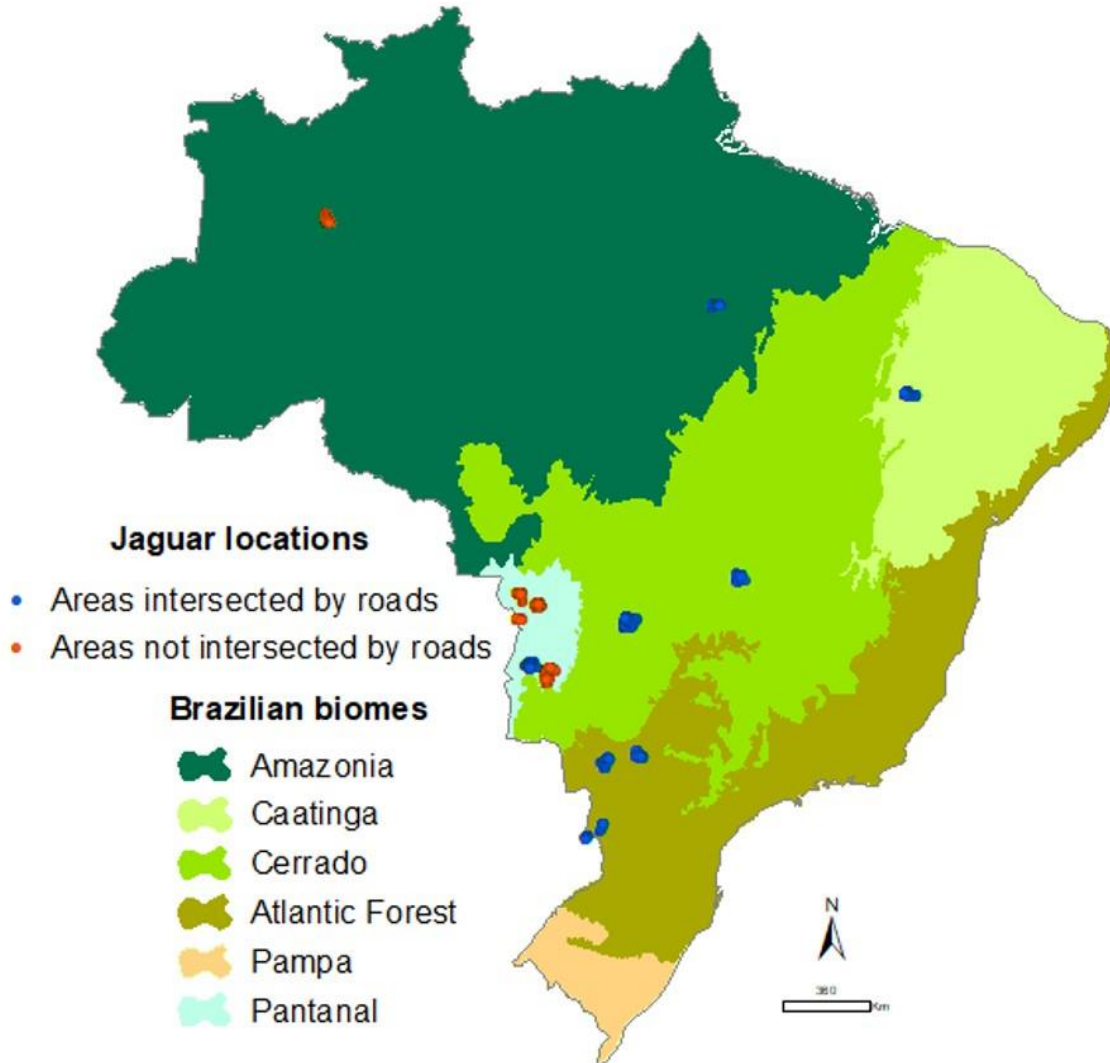 Jaguar locations
Areas intersected by roads
Areas not intersected by roads
Brazilian biomes
Amazonia
Caatinga
Cerrado
Atlantic Forest
Pampa
Pantanal
N
360
Km